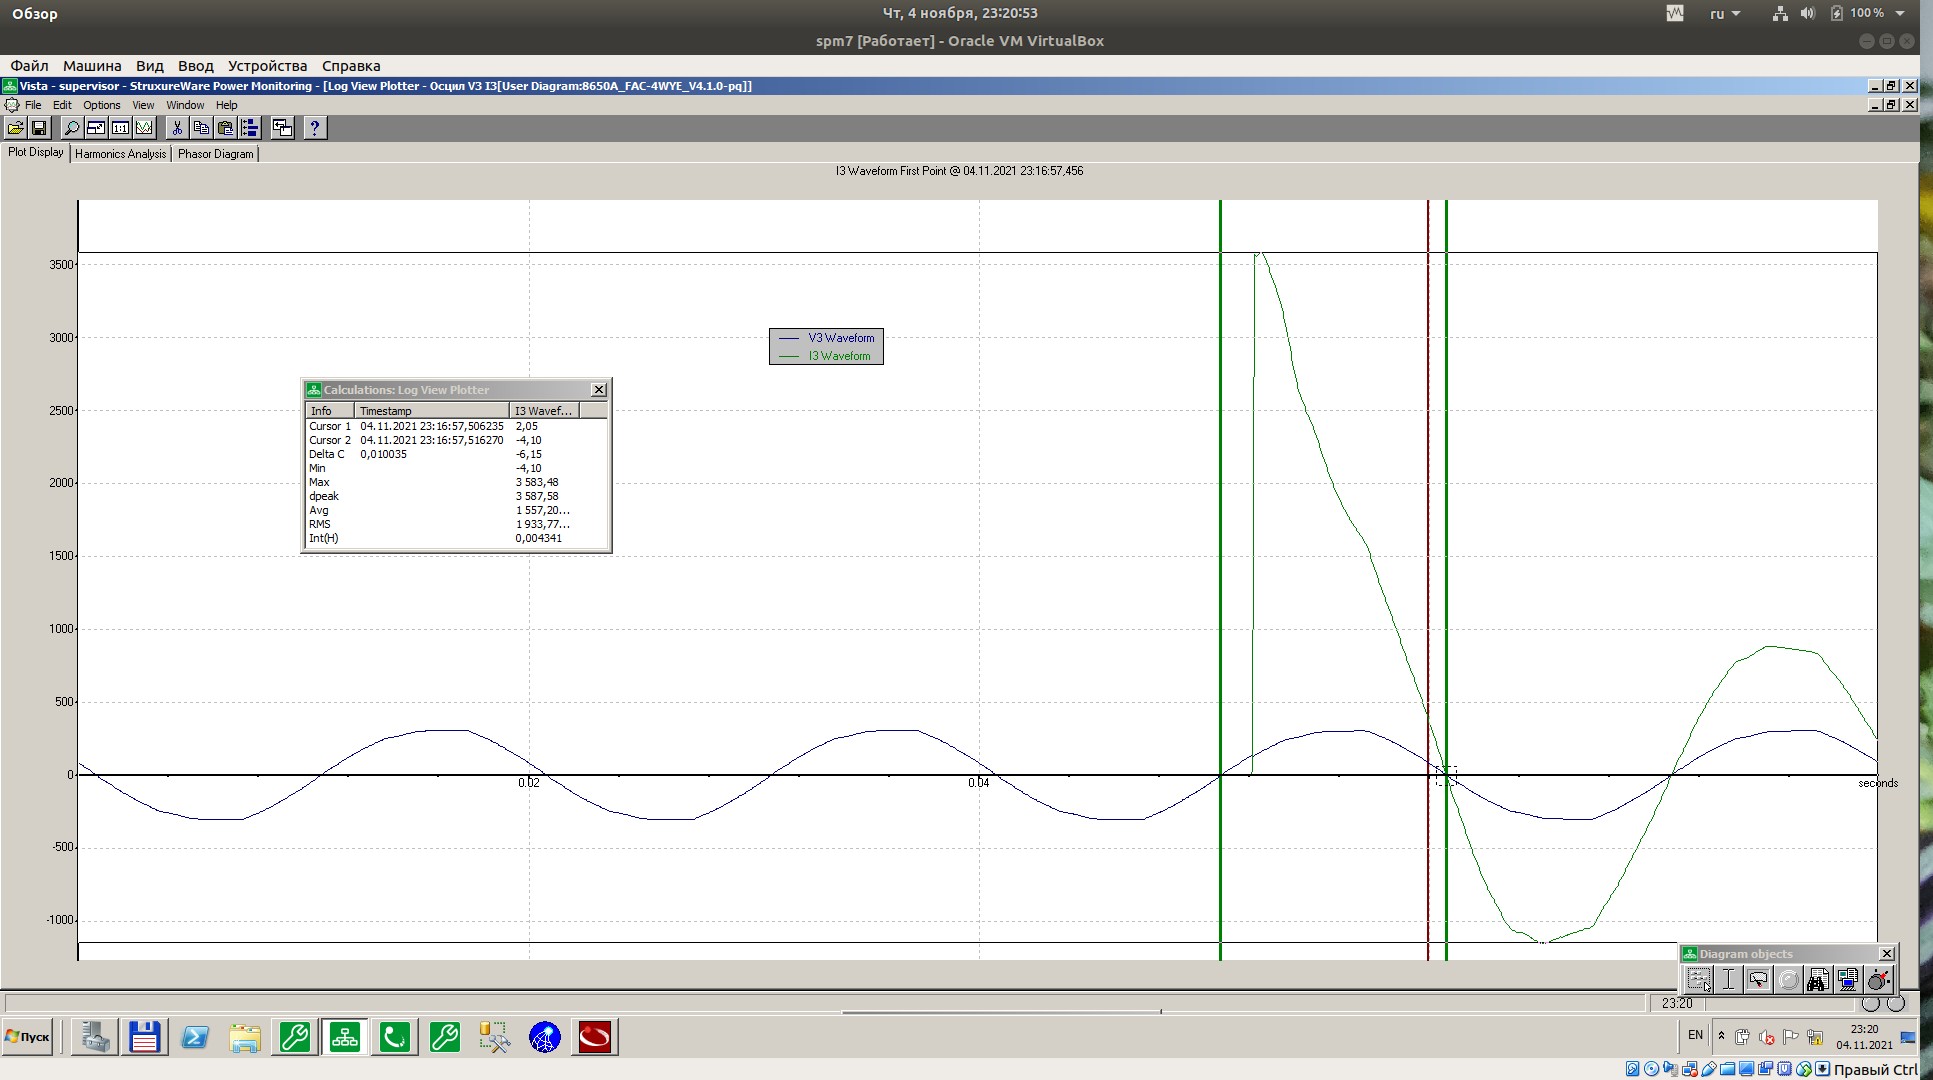 Обзор
Чт, 4 ноября, 23:20:53
ru
100 %
spm7 [Работает] - Oracle VM VirtualBox
Файл Машина Вид Ввод Устройства Справка
Vista - supervisor - StruxureWare Power Monitoring - [Log View Plotter - Осцил V3 I3[User Diagram:8650A_FAC-4WYE_V4.1.0-pq]]
File Edit Options View Window Help
1:1
?
Plot Display Harmonics Analysis Phasor Diagram
I3 Waveform First Point @ 04.11.2021 23:16:57,456
3500
3000
2500
2000
1500
1000
500
0
-500
-1000
0.02
0.04
seconds
V3 Waveform
I3 Waveform
Calculations: Log View Plotter
Info Timestamp I3 Wavef...
Cursor 1 04.11.2021 23:16:57,506235 2,05
Cursor 2 04.11.2021 23:16:57,516270 -4,10
Delta C 0,010035 -6,15
Min -4,10
Max 3 583,48
dpeak 3 587,58
Avg 1 557,20...
RMS 1 933,77...
Int(H) 0,004341
Diagram objects
23:20
Пуск
EN
23:20
04.11.2021
Правый Ctrl